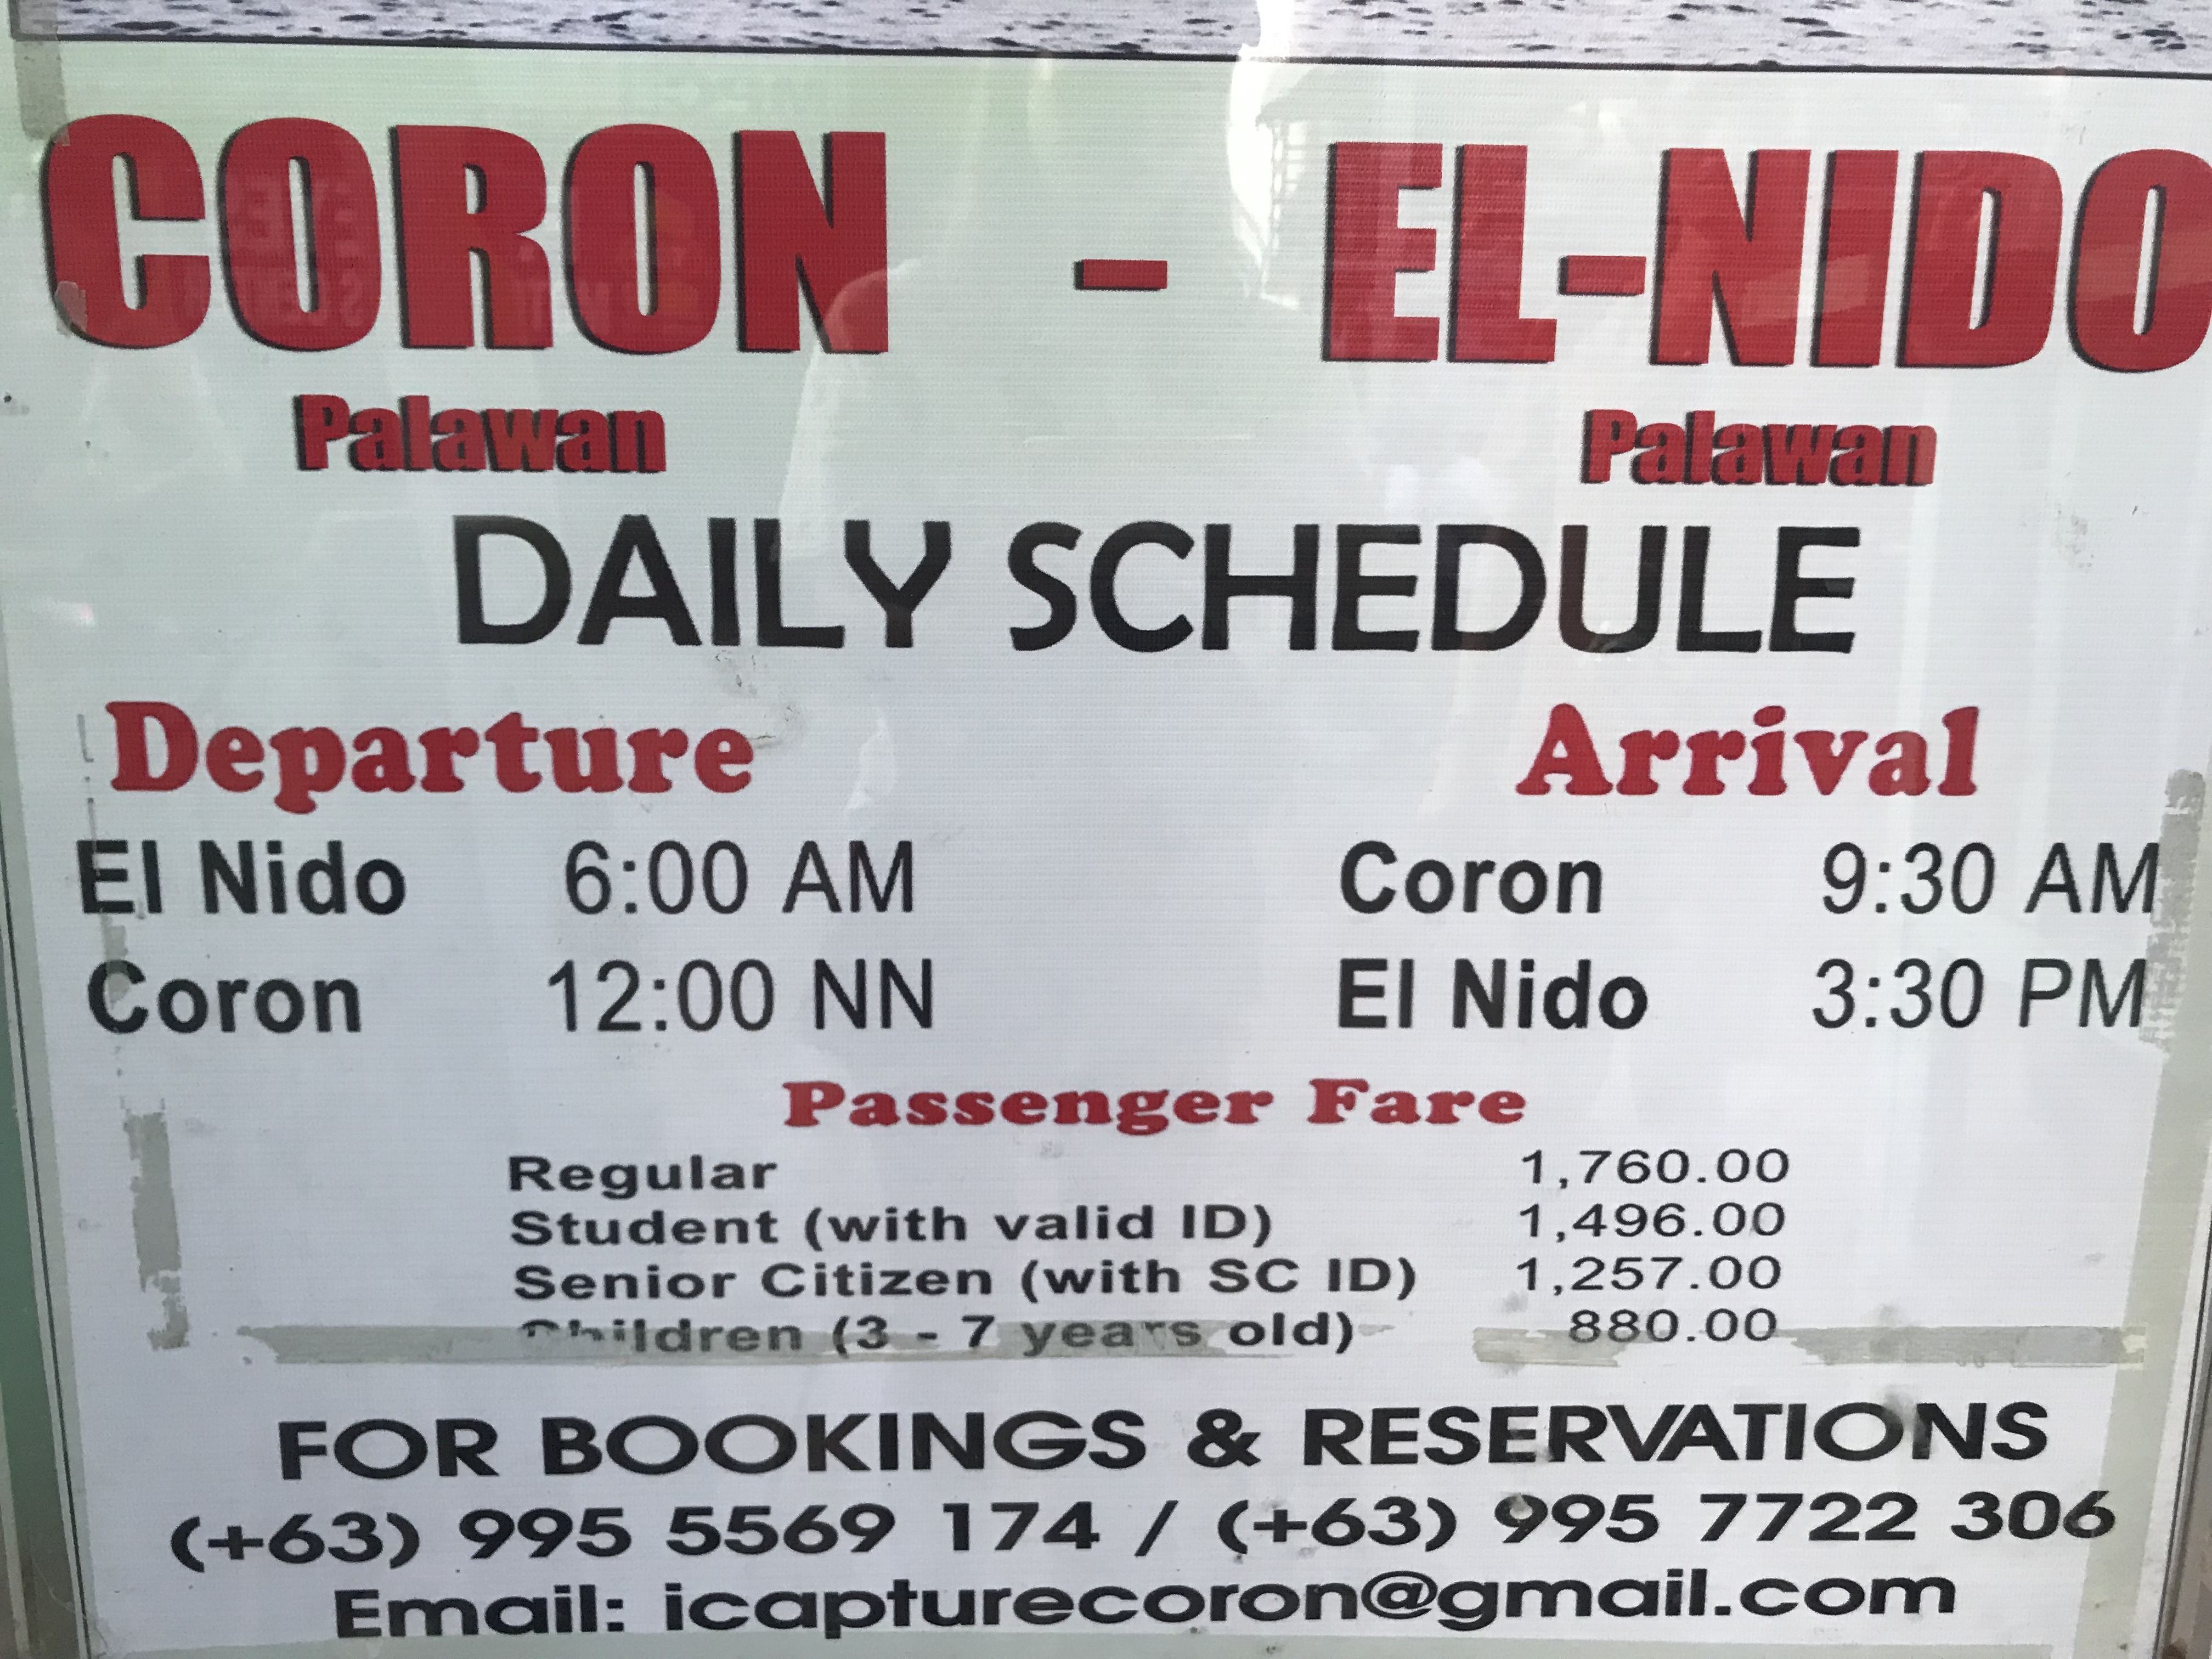 CORON - EL-NIDO
Palawan Palawan
DAILY SCHEDULE
Departure Arrival
El Nido 6:00 AM Coron 9:30 AM
Coron 12:00 NN El Nido 3:30 PM
Passenger Fare
Regular 1,760.00
Student (with valid ID) 1,496.00
Senior Citizen (with SC ID) 1,257.00
Children (3 - 7 years old) 880.00
FOR BOOKINGS & RESERVATIONS
(+63) 995 5569 174 / (+63) 995 7722 306
Email: icapturecoron@gmail.com